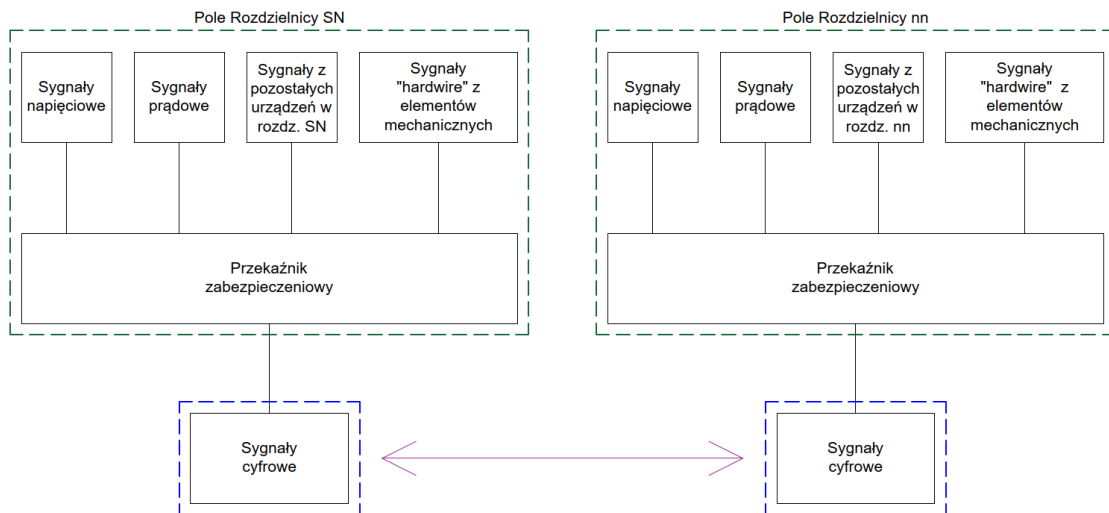 Pole Rozdzielnicy SN
Sygnały
napięciowe
Sygnały
prądowe
Sygnały z
pozostałych
urządzeń w
rozdz. SN
Sygnały
"hardwire" z
elementów
mechanicznych
Przekaźnik
zabezpieczeniowy
Sygnały
cyfrowe
Pole Rozdzielnicy nn
Sygnały
napięciowe
Sygnały
prądowe
Sygnały z
pozostałych
urządzeń w
rozdz. nn
Sygnały
"hardwire" z
elementów
mechanicznych
Przekaźnik
zabezpieczeniowy
Sygnały
cyfrowe